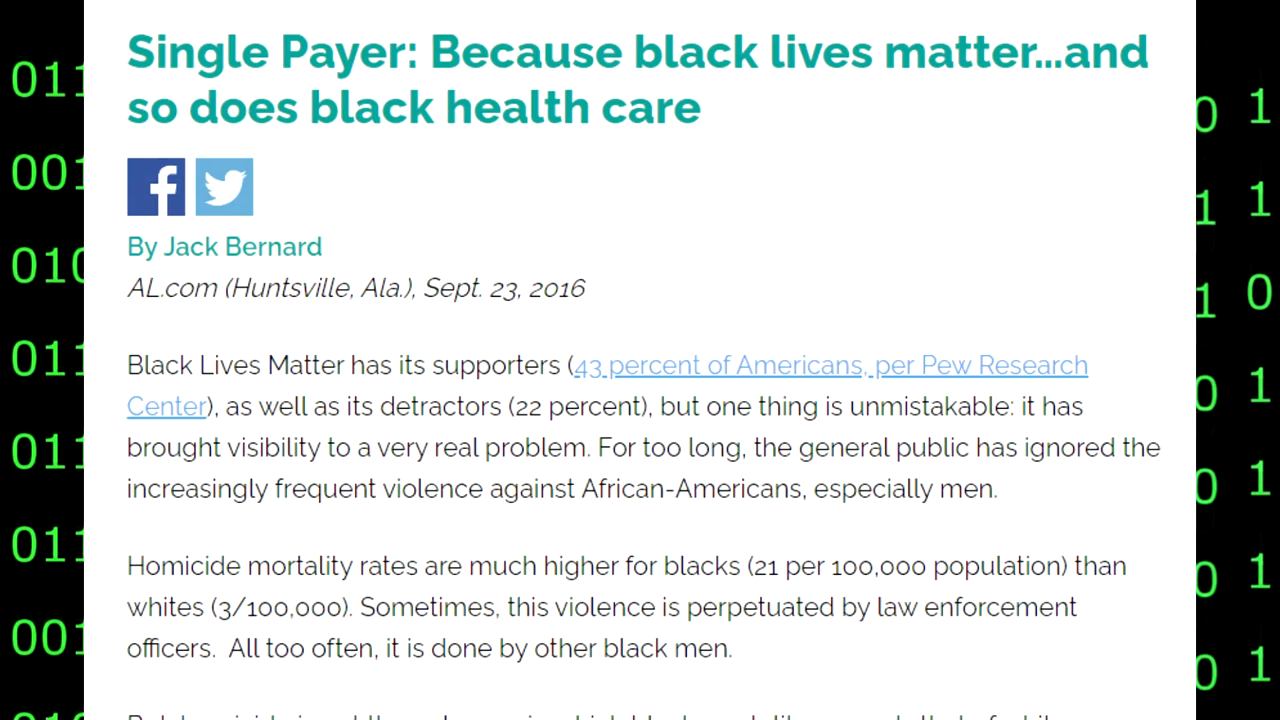 Single Payer: Because black lives matter...and
so does black health care
By Jack Bernard
AL.com (Huntsville, Ala.), Sept. 23, 2016
Black Lives Matter has its supporters (43 percent of Americans, per Pew Research
Center), as well as its detractors (22 percent), but one thing is unmistakable: it has
brought visibility to a very real problem. For too long, the general public has ignored the
increasingly frequent violence against African-Americans, especially men.
Homicide mortality rates are much higher for blacks (21 per 100,000 population) than
whites (3/100,000). Sometimes, this violence is perpetuated by law enforcement
officers.  All too often, it is done by other black men.